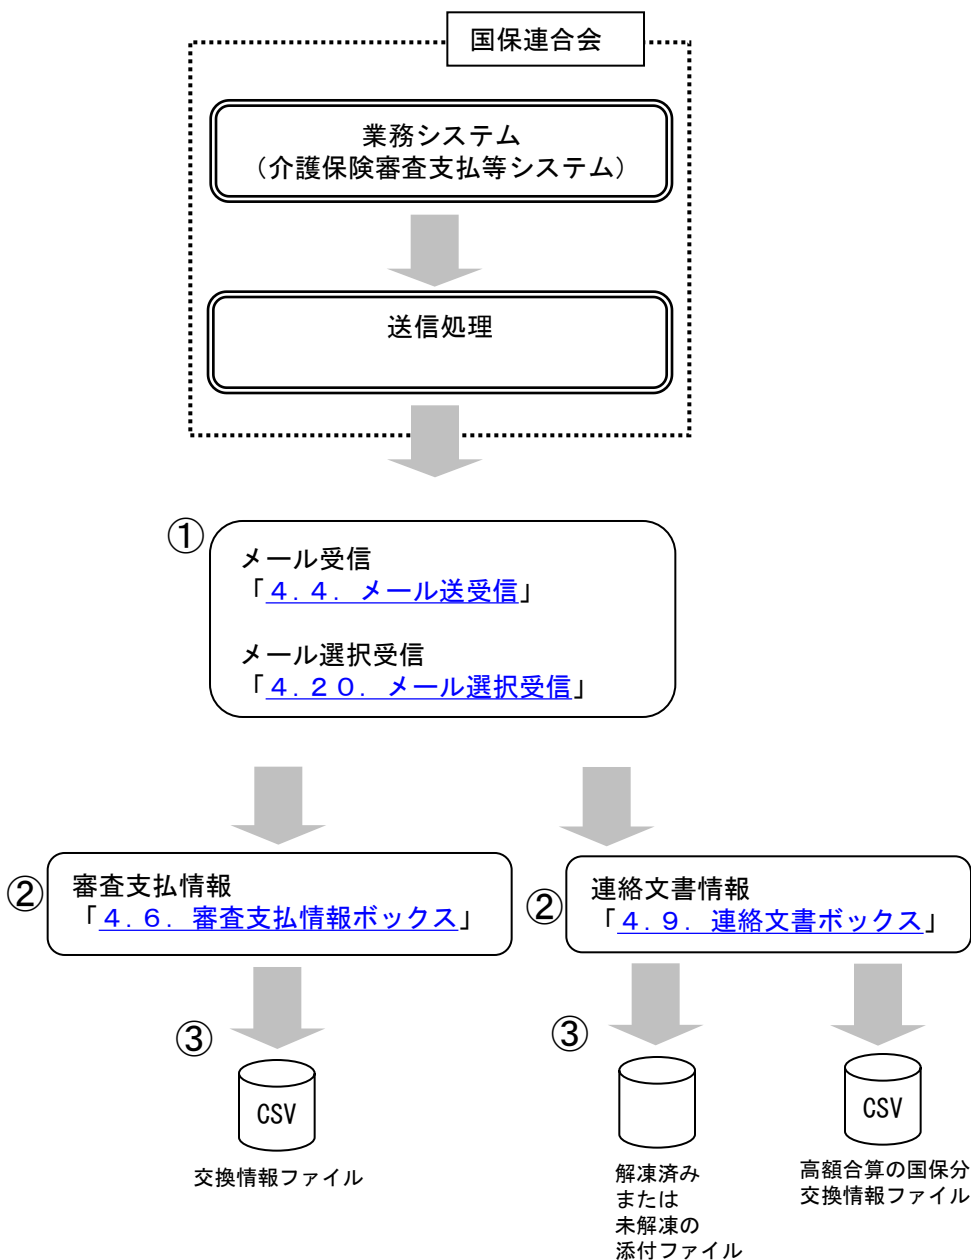 国保連合会
業務システム
（介護保険審査支払等システム）
送信処理
①
メール受信
「４．４．メール送受信」
メール選択受信
「４．２０．メール選択受信」
②
審査支払情報
「４．６．審査支払情報ボックス」
②
連絡文書情報
「４．９．連絡文書ボックス」
③
CSV
交換情報ファイル
③
解凍済み
または
未解凍の
添付ファイル
CSV
高額合算の国保分
交換情報ファイル